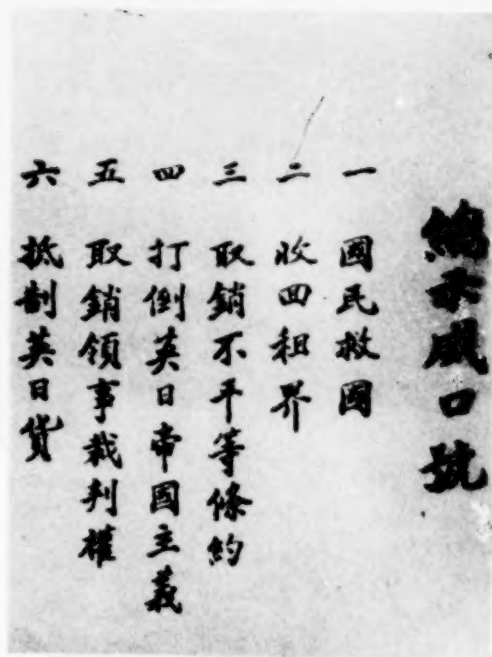 總示威口號
一 國民救國
二 收回租界
三 取銷不平等條約
四 打倒英日帝國主義
五 取銷領事裁判權
六 抵制英日貨